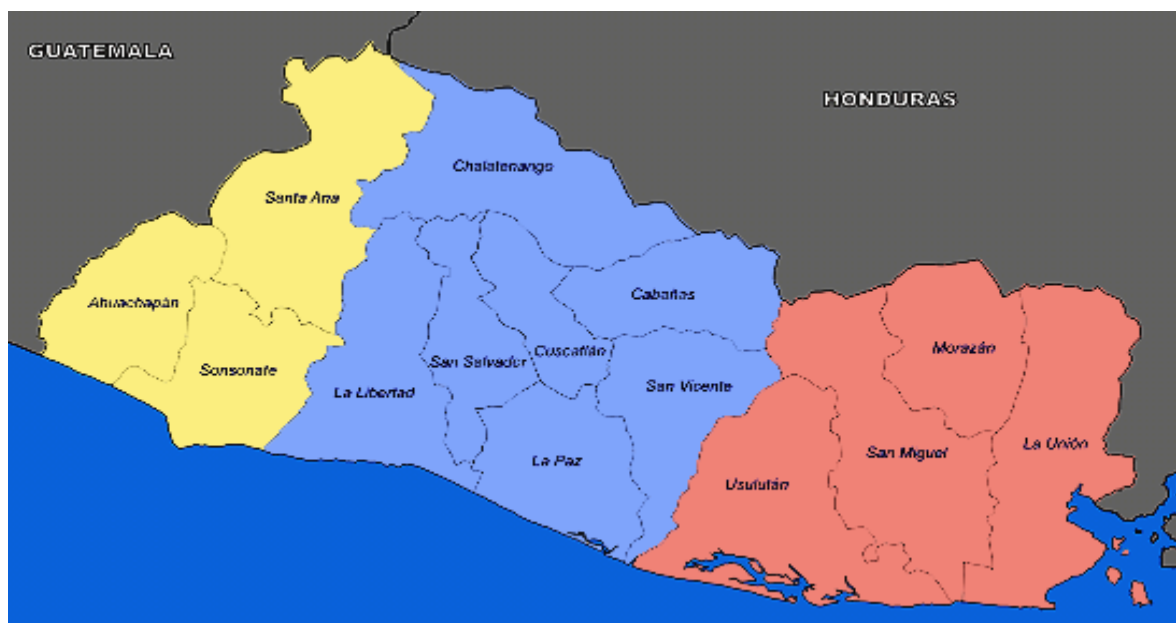 GUATEMALA
HONDURAS
Chalatenango
Santa Ana
Ahuachapán
Cabañas
Morazán
Cuscatlán
San Salvador
Sonsonate
San Vicente
La Libertad
La Unión
San Miguel
La Paz
Usulután